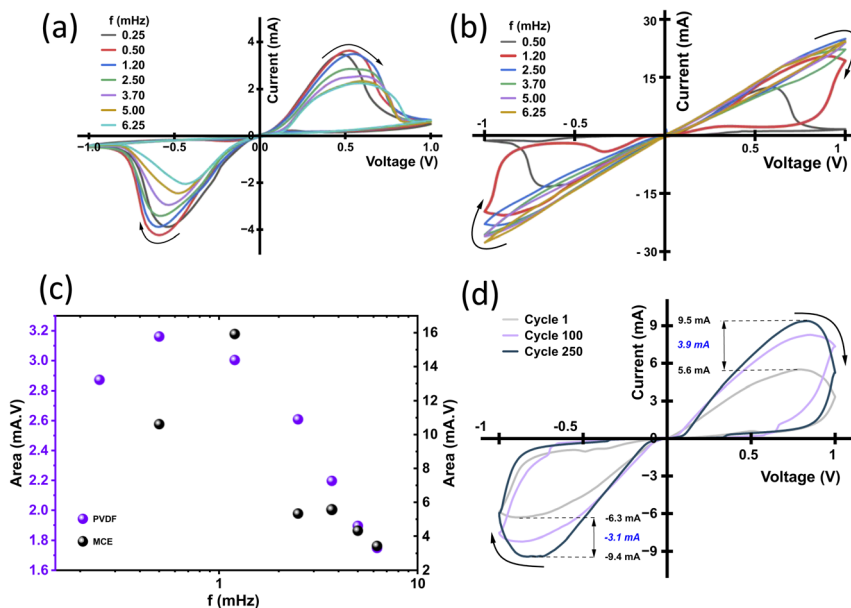 (a)
f (mHz)
0.25
0.50
1.20
2.50
3.70
5.00
6.25
Current (mA)
4
2
-1.0
-0.5
0
0.5
1.0
Voltage (V)
−2
−4
(b)
f (mHz)
0.50
1.20
2.50
3.70
5.00
6.25
Current (mA)
30
15
-1
-0.5
0.5
1
Voltage (V)
-15
- 30
(c)
Area (mA.V)
3.2
3.0
2.8
2.6
2.4
2.2
2.0
1.8
1.6
PVDF
MCE
1
10
f (mHz)
16
14
12
10
8
6
4
2
Area (mA.V)
(d)
Cycle 1
Cycle 100
Cycle 250
Current (mA)
9
6
3
0
-3
-6
-9
9.5 mA
3.9 mA
5.6 mA
-1
-0.5
0.5
1
Voltage (V)
-6.3 mA
-3.1 mA
-9.4 mA